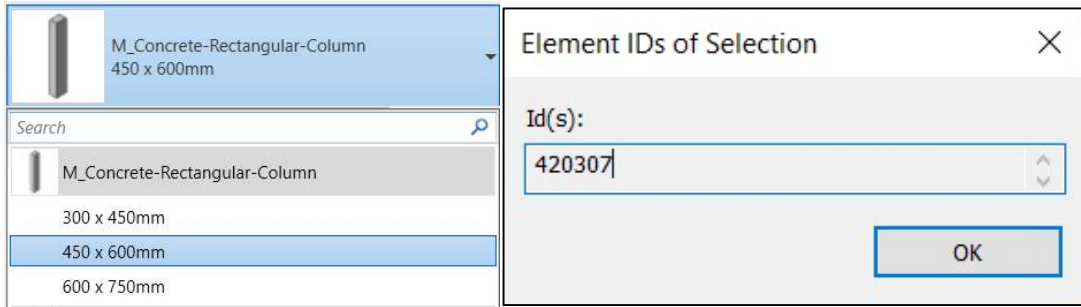 M_Concrete-Rectangular-Column
450 x 600mm
Search
M_Concrete-Rectangular-Column
300 x 450mm
450 x 600mm
600 x 750mm
Element IDs of Selection
Id(s):
420307
OK